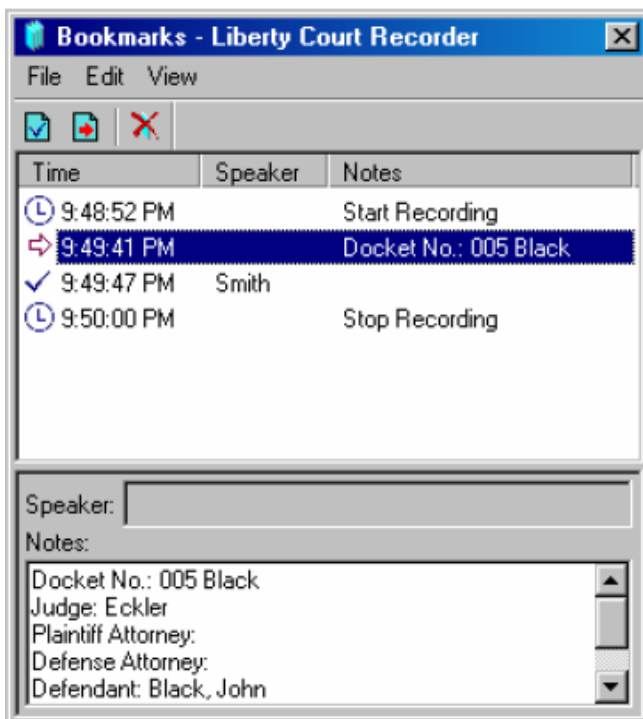 Bookmarks - Liberty Court Recorder
File Edit View
Time Speaker Notes
9:48:52 PM Start Recording
9:49:41 PM Docket No.: 005 Black
9:49:47 PM Smith
9:50:00 PM Stop Recording
Speaker:
Notes:
Docket No.: 005 Black
Judge: Eckler
Plaintiff Attorney:
Defense Attorney:
Defendant: Black, John